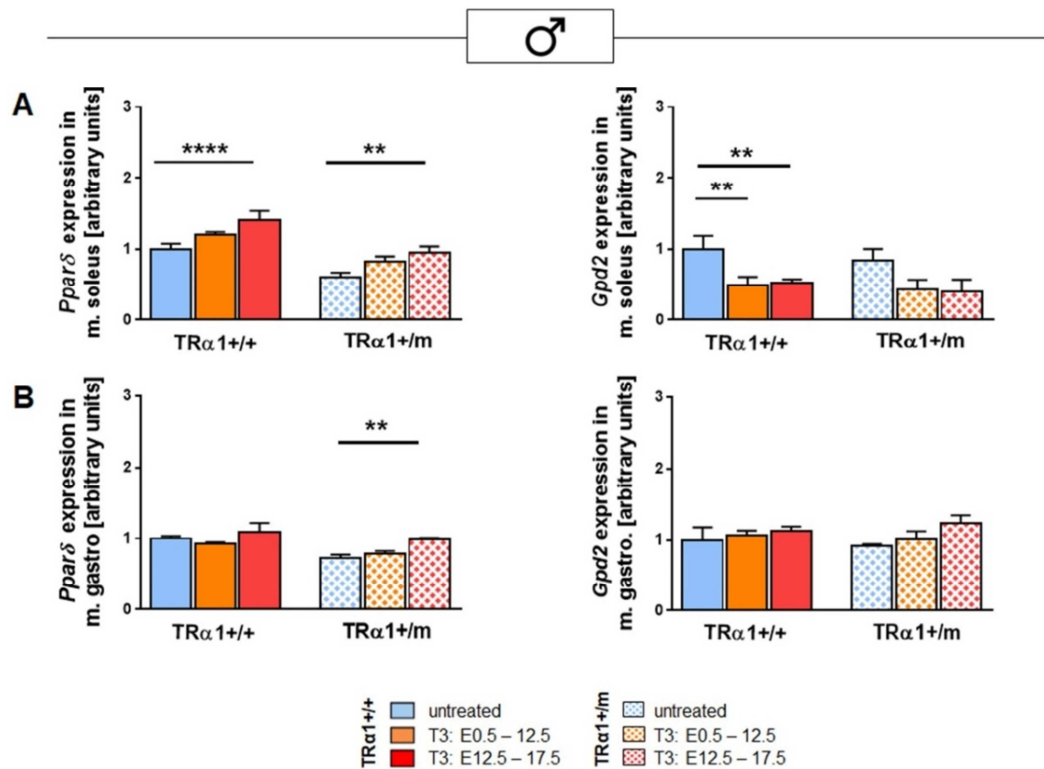 ♂
A
Pparδ expression in
m. soleus [arbitrary units]
3
2
1
0
****
**
TRα1+/+
TRα1+/m
Gpd2 expression in
m. soleus [arbitrary units]
3
2
1
0
**
**
TRα1+/+
TRα1+/m
B
Pparδ expression in
m. gastro [arbitrary units]
3
2
1
0
**
TRα1+/+
TRα1+/m
Gpd2 expression in
m. gastro. [arbitrary units]
3
2
1
0
TRα1+/+
TRα1+/m
TRα1+/+
untreated
T3: E0.5 – 12.5
T3: E12.5 – 17.5
TRα1+/m
untreated
T3: E0.5 – 12.5
T3: E12.5 – 17.5